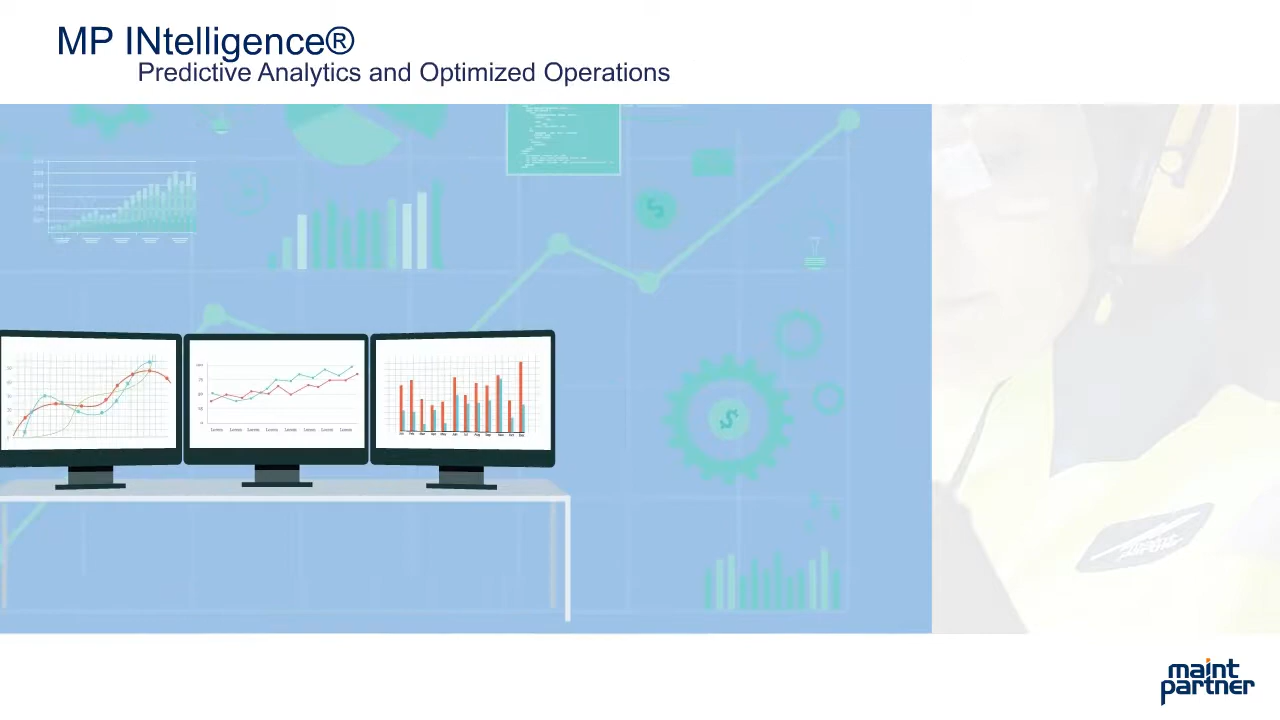 MP INtelligence®
Predictive Analytics and Optimized Operations
maint
partner